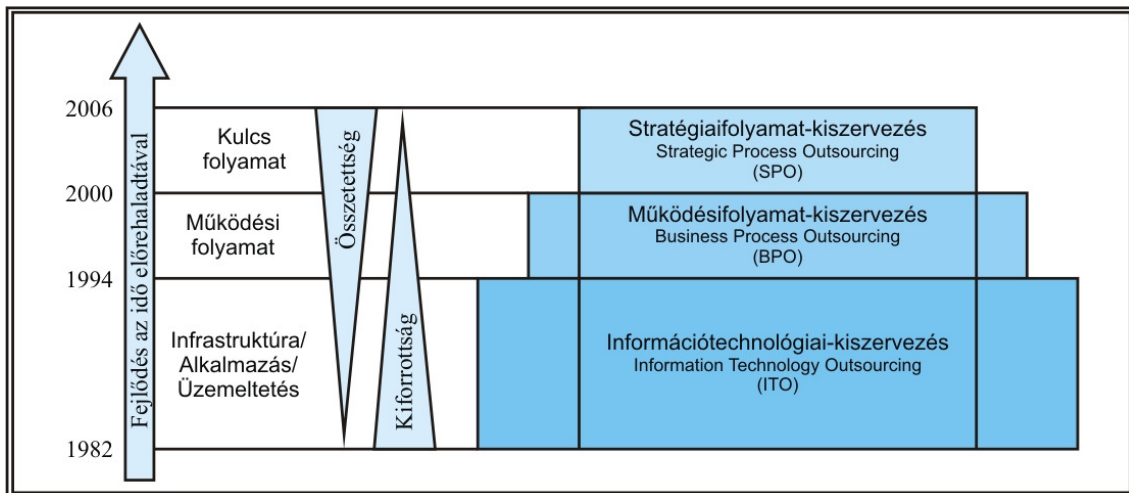 Fejlődés az idő előrehaladtával
2006
2000
1994
1982
Kulcs
folyamat
Működési
folyamat
Infrastruktúra/
Alkalmazás/
Üzemeltetés
Összetettség
Kiforrottság
Stratégiaifolyamat-kiszervezés
Strategic Process Outsourcing
(SPO)
Működésifolyamat-kiszervezés
Business Process Outsourcing
(BPO)
Információtechnológiai-kiszervezés
Information Technology Outsourcing
(ITO)